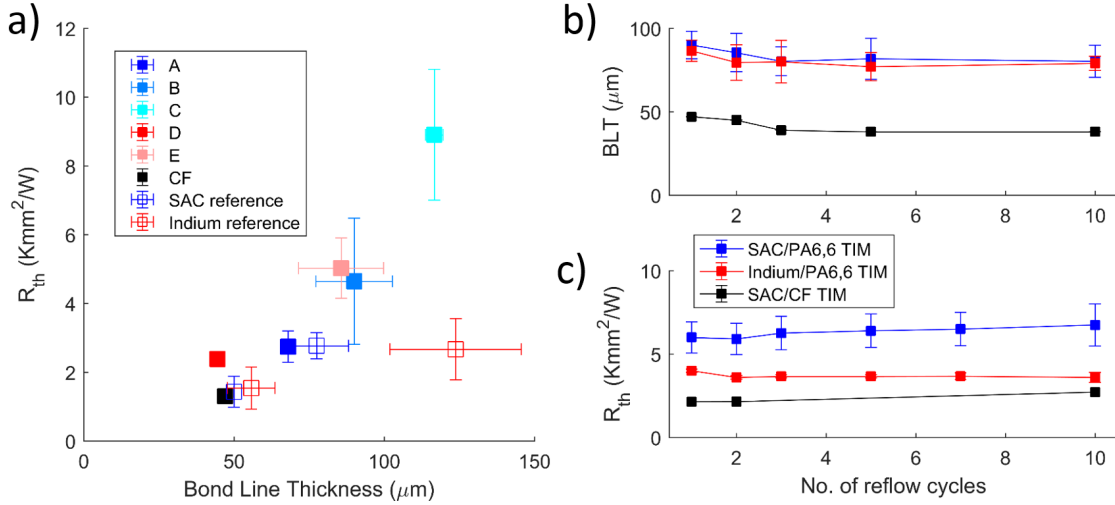 a)
12
10
8
6
4
2
0
R_th (Kmm²/W)
A
B
C
D
E
CF
SAC reference
Indium reference
0
50
100
150
Bond Line Thickness (μm)
b)
100
50
0
BLT (μm)
2
4
6
8
10
c)
SAC/PA6,6 TIM
Indium/PA6,6 TIM
SAC/CF TIM
10
5
0
R_th (Kmm²/W)
2
4
6
8
10
No. of reflow cycles